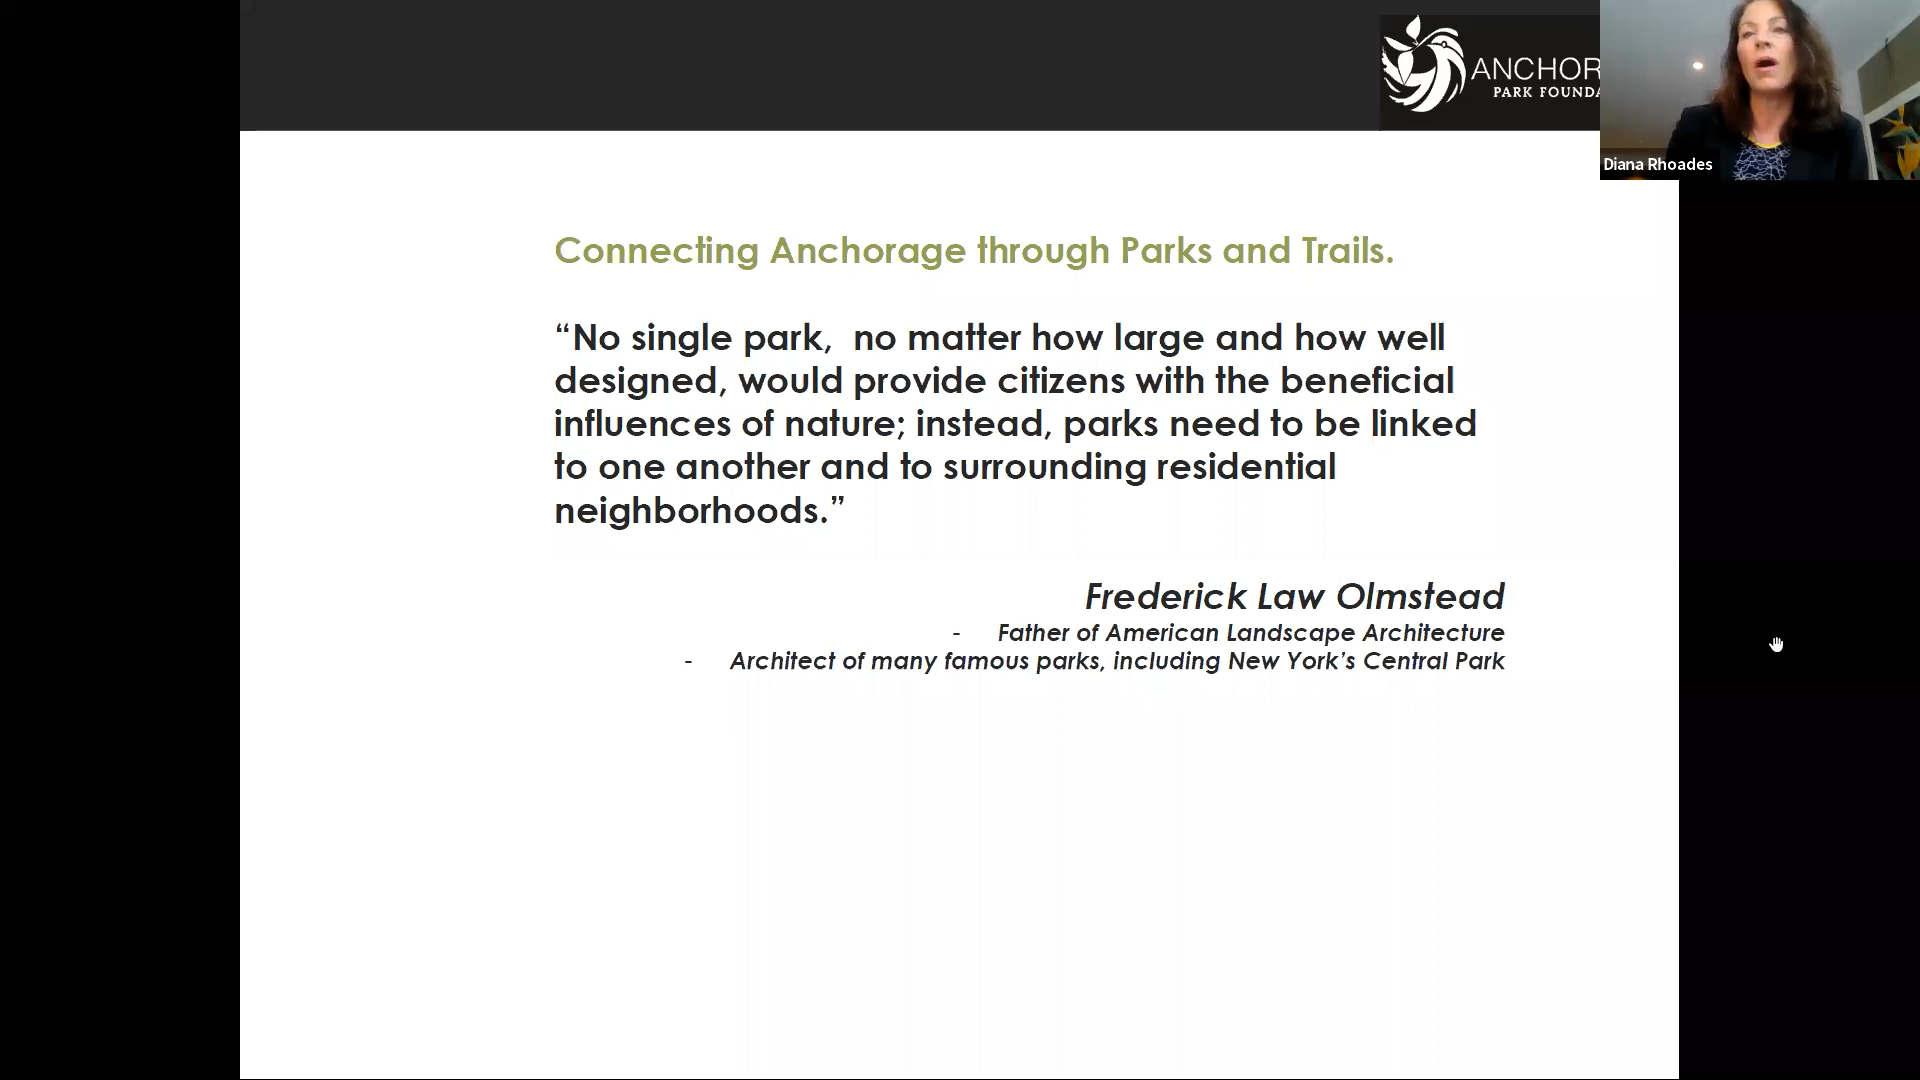 ANCHOR
PARK FOUNDA
Diana Rhoades
Connecting Anchorage through Parks and Trails.
“No single park,  no matter how large and how well
designed, would provide citizens with the beneficial
influences of nature; instead, parks need to be linked
to one another and to surrounding residential
neighborhoods.”
Frederick Law Olmstead
- Father of American Landscape Architecture
- Architect of many famous parks, including New York’s Central Park